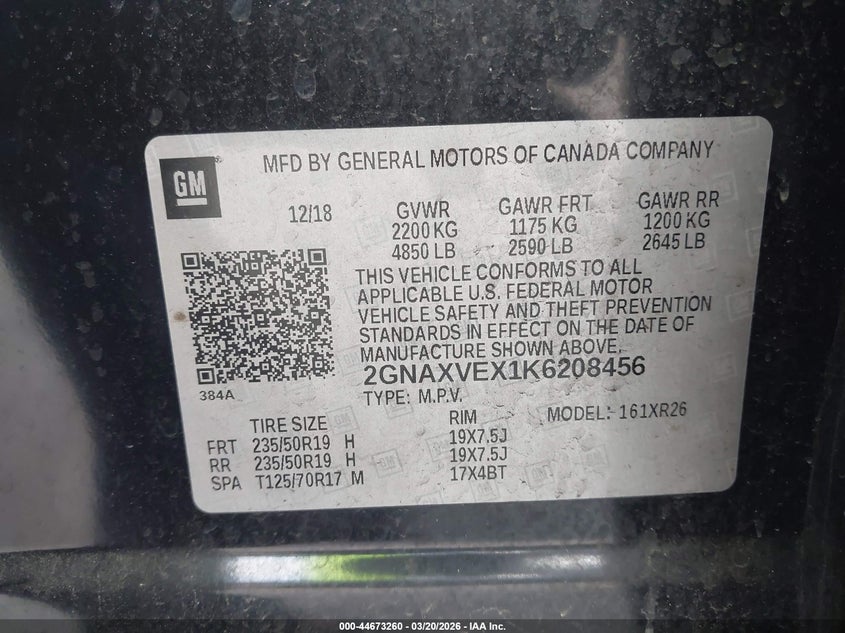 GM
MFD BY GENERAL MOTORS OF CANADA COMPANY
12/18
GVWR
2200 KG
4850 LB
GAWR FRT
1175 KG
2590 LB
GAWR RR
1200 KG
2645 LB
THIS VEHICLE CONFORMS TO ALL
APPLICABLE U.S. FEDERAL MOTOR
VEHICLE SAFETY AND THEFT PREVENTION
STANDARDS IN EFFECT ON THE DATE OF
MANUFACTURE SHOWN ABOVE.
384A
2GNAXVEX1K6208456
TYPE: M.P.V.
MODEL: 161XR26
TIRE SIZE
RIM
FRT 235/50R19 H 19X7.5J
RR 235/50R19 H 19X7.5J
SPA T125/70R17 M 17X4BT
000-44673260 - 03/20/2026 - IAA Inc.